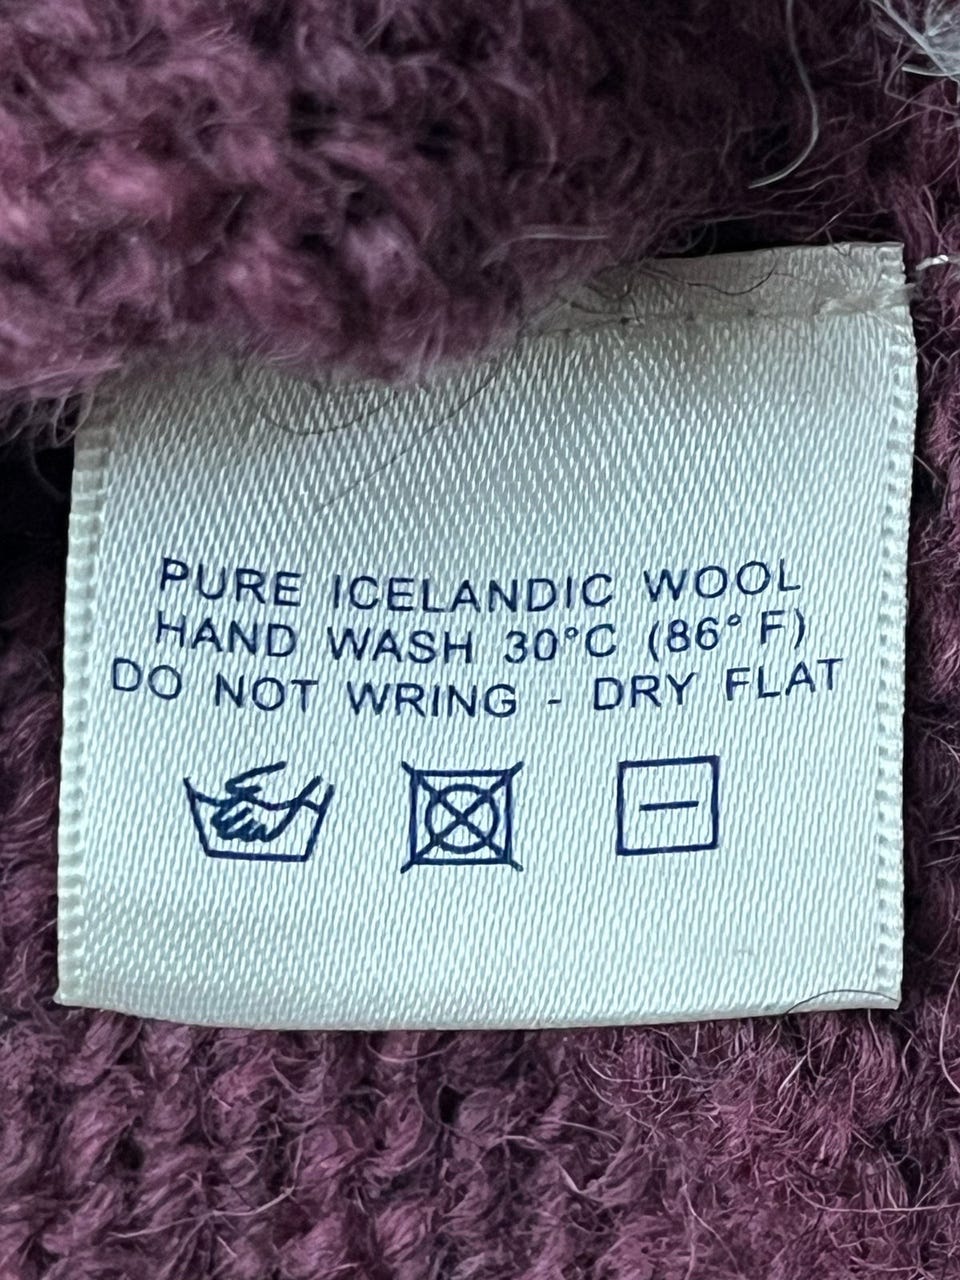 PURE ICELANDIC WOOL
HAND WASH 30°C (86° F)
DO NOT WRING - DRY FLAT